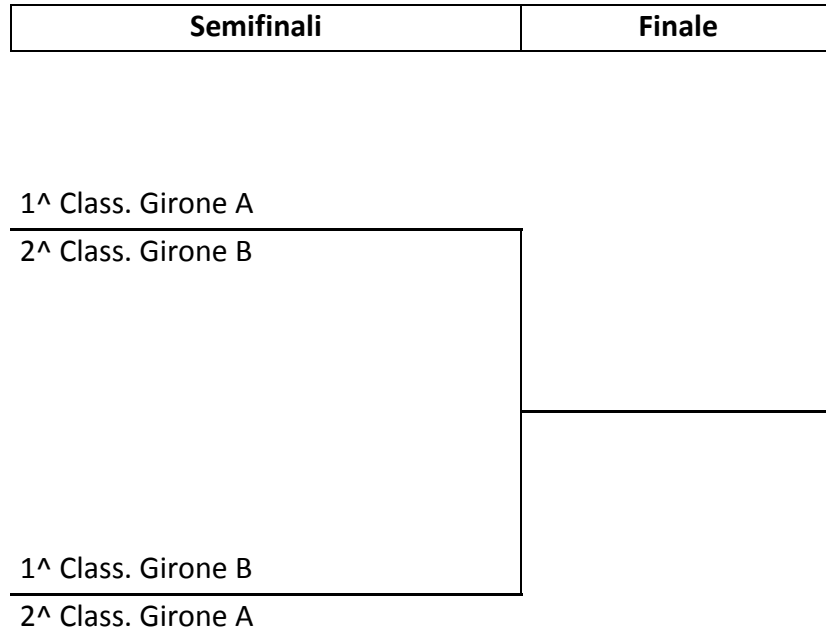 Semifinali Finale
1^ Class. Girone A
2^ Class. Girone B
1^ Class. Girone B
2^ Class. Girone A